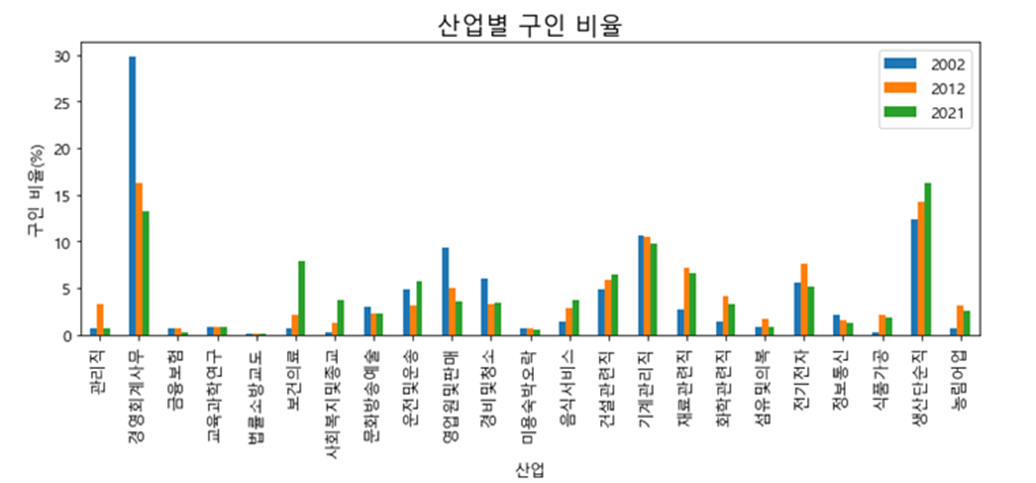 산업별 구인 비율
2002
2012
2021
구인 비율(%)
30
25
20
15
10
5
0
관리직
경영회계사무
금융보험
교육과학연구
법률소방교도
보건의료
사회복지및종교
문화방송예술
운전및운송
영업원및판매
경비및청소
미용숙박오락
음식서비스
건설관련직
기계관리직
재료관련직
화학관련직
섬유및의복
전기전자
정보통신
식품가공
생산단순직
농림어업
산업